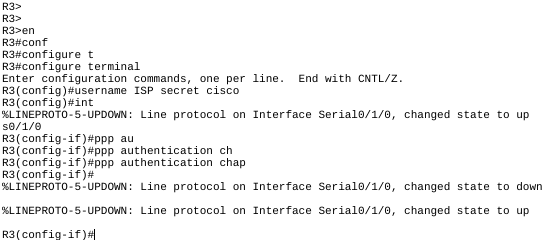 R3>
R3>
R3>en
R3#conf
R3#configure t
R3#configure terminal
Enter configuration commands, one per line.  End with CNTL/Z.
R3(config)#username ISP secret cisco
R3(config)#int
%LINEPROTO-5-UPDOWN: Line protocol on Interface Serial0/1/0, changed state to up
s0/1/0
R3(config-if)#ppp au
R3(config-if)#ppp authentication ch
R3(config-if)#ppp authentication chap
R3(config-if)#
%LINEPROTO-5-UPDOWN: Line protocol on Interface Serial0/1/0, changed state to down
%LINEPROTO-5-UPDOWN: Line protocol on Interface Serial0/1/0, changed state to up
R3(config-if)#